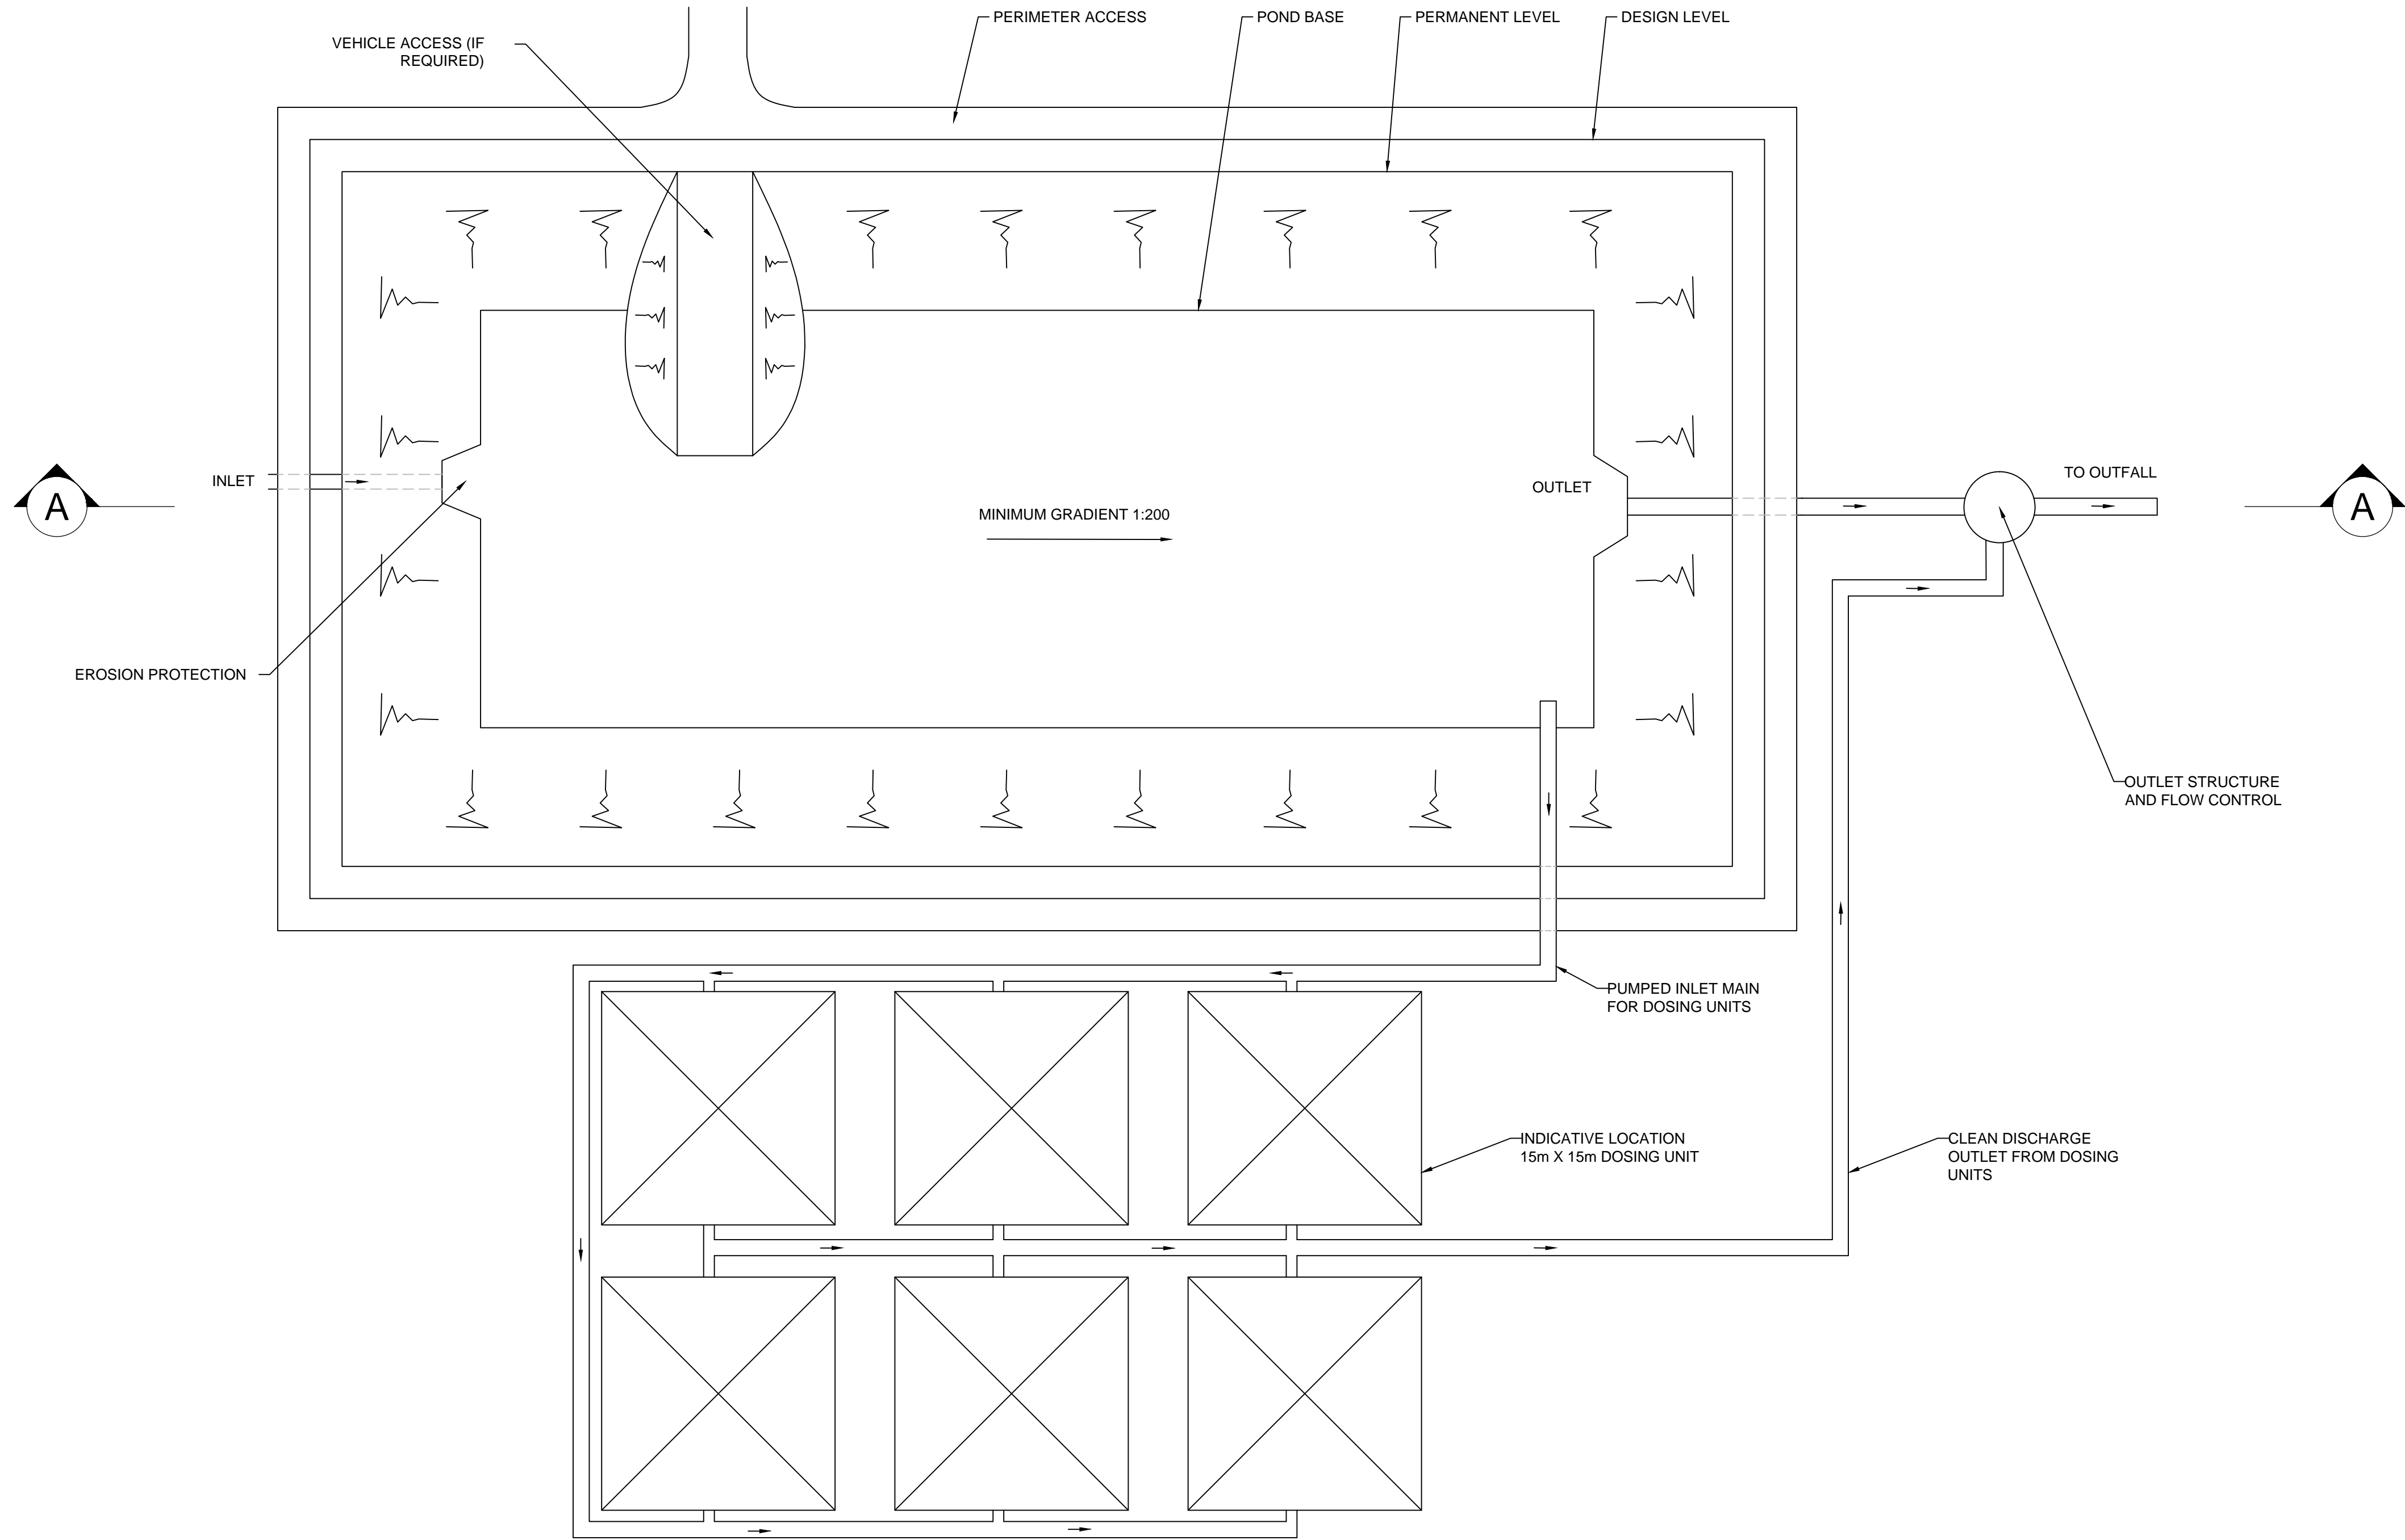 PERIMETER ACCESS
POND BASE
PERMANENT LEVEL
DESIGN LEVEL
VEHICLE ACCESS (IF
REQUIRED)
INLET
TO OUTFALL
OUTLET
A
A
MINIMUM GRADIENT 1:200
EROSION PROTECTION
OUTLET STRUCTURE
AND FLOW CONTROL
PUMPED INLET MAIN
FOR DOSING UNITS
INDICATIVE LOCATION
15m X 15m DOSING UNIT
CLEAN DISCHARGE
OUTLET FROM DOSING
UNITS